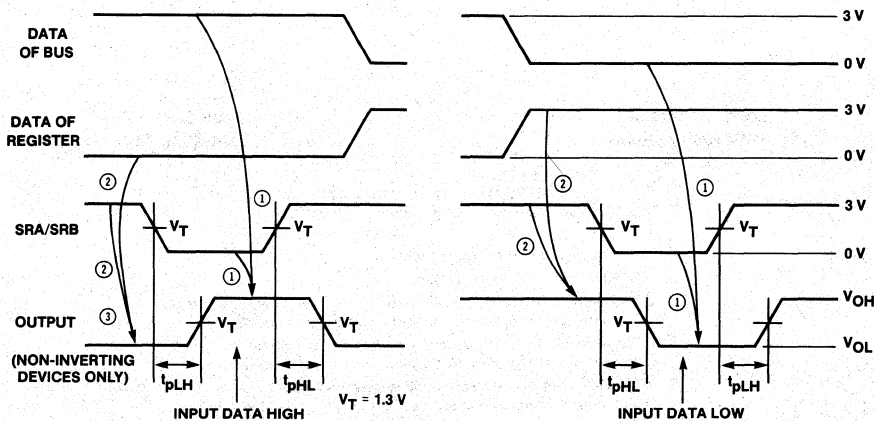 DATA
OF BUS
3 V
0 V
DATA OF
REGISTER
3 V
0 V
①
①
②
②
SRA/SRB
V_T
V_T
V_T
V_T
3 V
0 V
②
①
②
①
③
OUTPUT
V_T
V_T
V_T
V_OH
V_OL
(NON-INVERTING
DEVICES ONLY)
t_pLH
t_pHL
t_pHL
t_pLH
V_T = 1.3 V
INPUT DATA HIGH
INPUT DATA LOW